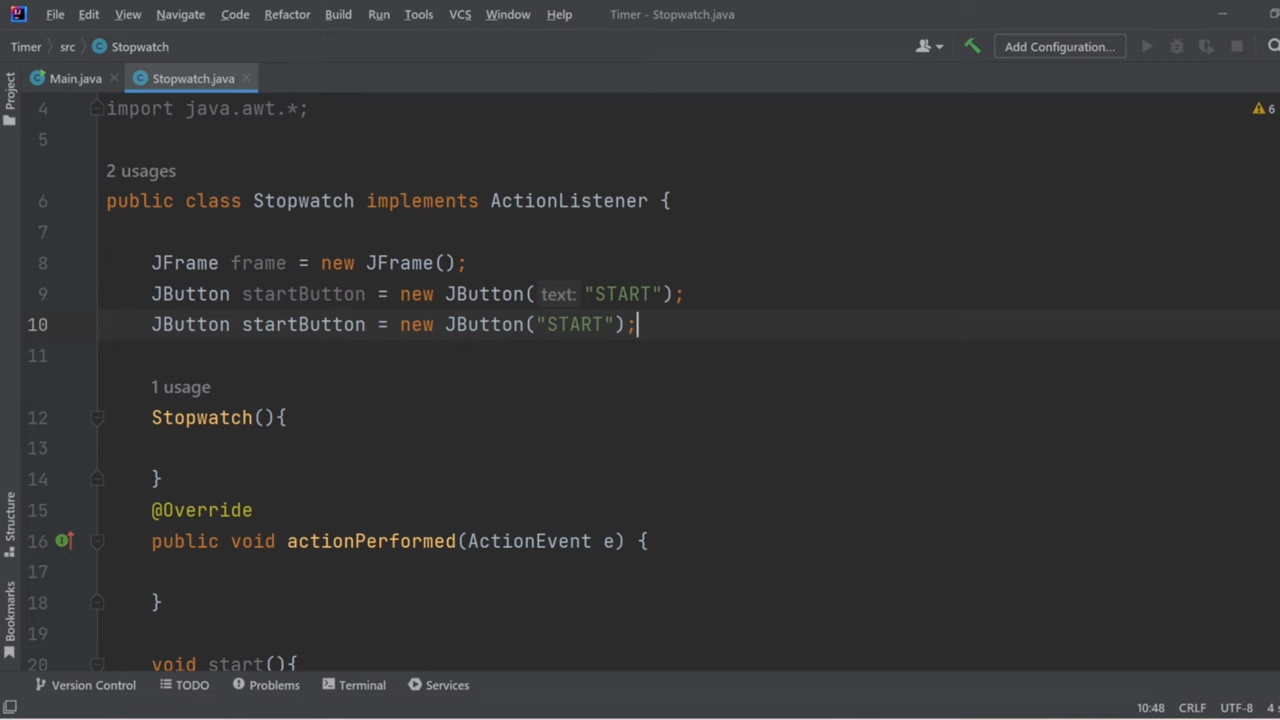 File Edit View Navigate Code Refactor Build Run Tools VCS Window Help Timer - Stopwatch.java
Timer src Stopwatch Add Configuration...
Main.java Stopwatch.java
Project
4 import java.awt.*; 6
5
2 usages
6 public class Stopwatch implements ActionListener {
7
8 JFrame frame = new JFrame();
9 JButton startButton = new JButton( text: "START");
10 JButton startButton = new JButton("START");
11
1 usage
12 Stopwatch(){
13
14 }
15 @Override
16 public void actionPerformed(ActionEvent e) {
17
18 }
19
20 void start(){
Structure
Bookmarks
Version Control TODO Problems Terminal Services
10:48 CRLF UTF-8 4